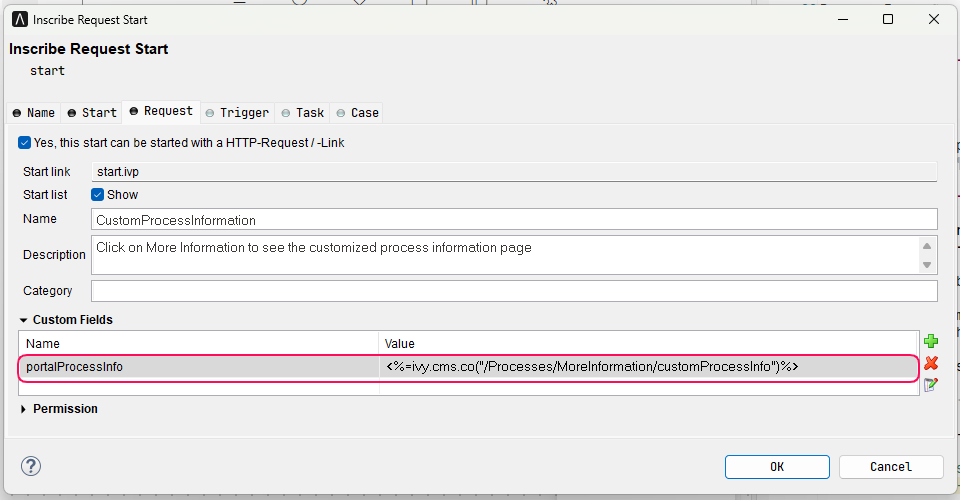 Inscribe Request Start
Inscribe Request Start
start
Name Start Request Trigger Task Case
Yes, this start can be started with a HTTP-Request / -Link
Start link start.ivp
Start list Show
Name CustomProcessInformation
Description Click on More Information to see the customized process information page
Category
Custom Fields
Name Value
portalProcessInfo <%=ivy.cms.co("/Processes/MoreInformation/customProcessInfo")%>
Permission
OK Cancel